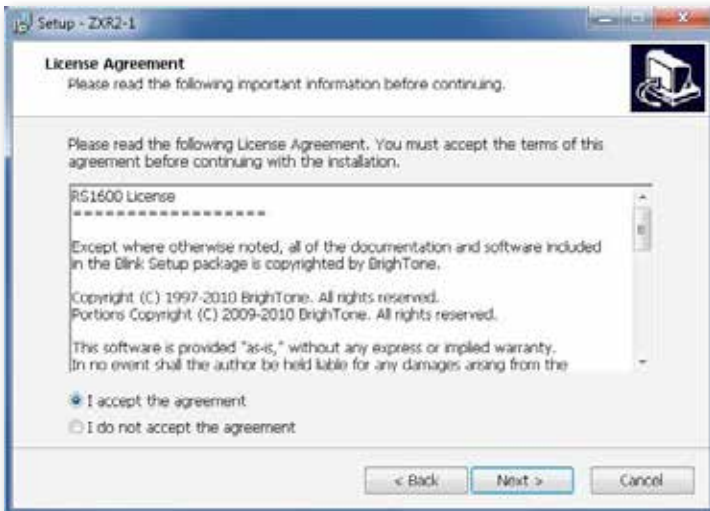 Setup - ZXR2-1
License Agreement
Please read the following important information before continuing.
Please read the following License Agreement. You must accept the terms of this
agreement before continuing with the installation.
RS1600 License
==================
Except where otherwise noted, all of the documentation and software included
in the Blink Setup package is copyrighted by BrighTone.
Copyright (C) 1997-2010 BrighTone. All rights reserved.
Portions Copyright (C) 2009-2010 BrighTone. All rights reserved.
This software is provided "as-is," without any express or implied warranty.
In no event shall the author be held liable for any damages arising from the
I accept the agreement
I do not accept the agreement
< Back Next > Cancel